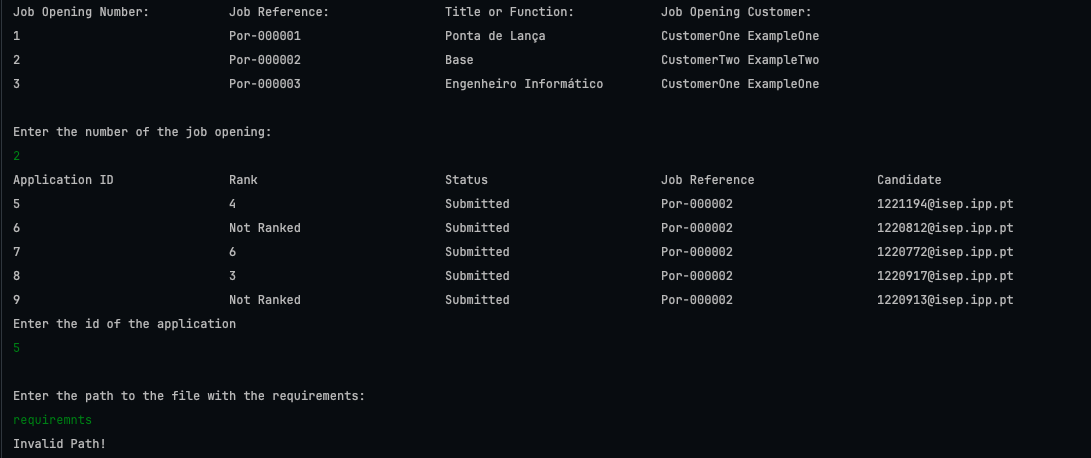 Job Opening Number: Job Reference: Title or Function: Job Opening Customer:
1 Por-000001 Ponta de Lança CustomerOne ExampleOne
2 Por-000002 Base CustomerTwo ExampleTwo
3 Por-000003 Engenheiro Informático CustomerOne ExampleOne
Enter the number of the job opening:
2
Application ID Rank Status Job Reference Candidate
5 4 Submitted Por-000002 1221194@isep.ipp.pt
6 Not Ranked Submitted Por-000002 1220812@isep.ipp.pt
7 6 Submitted Por-000002 1220772@isep.ipp.pt
8 3 Submitted Por-000002 1220917@isep.ipp.pt
9 Not Ranked Submitted Por-000002 1220913@isep.ipp.pt
Enter the id of the application
5
Enter the path to the file with the requirements:
requiremnts
Invalid Path!